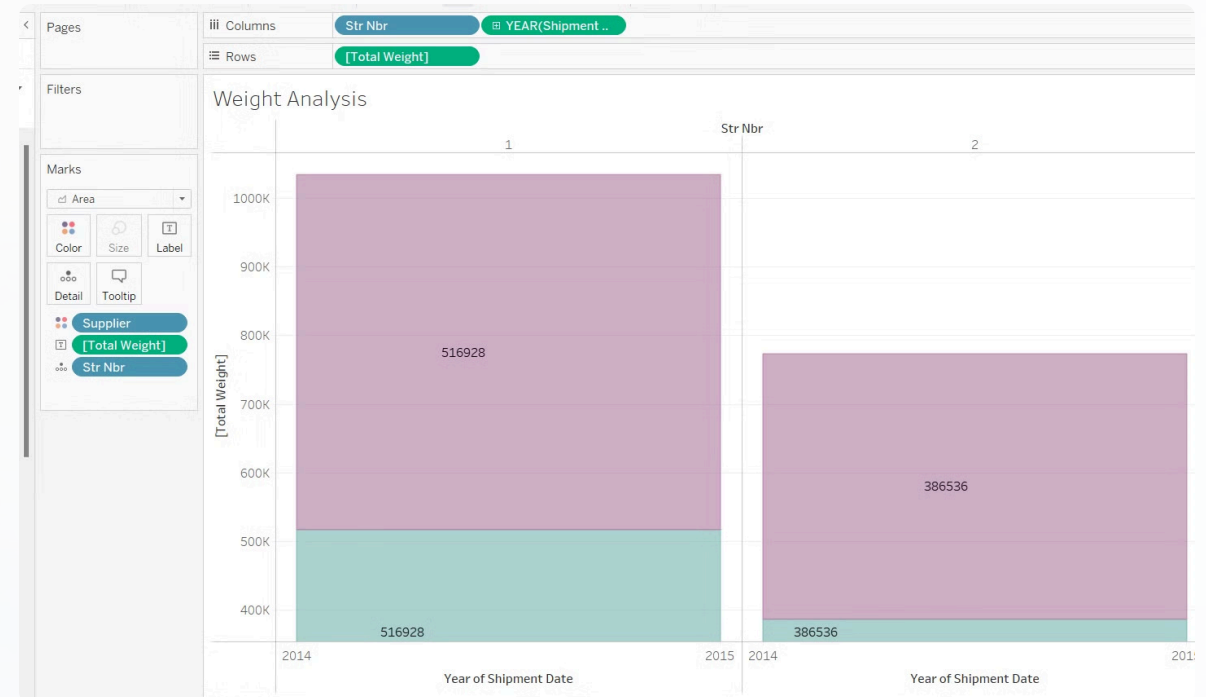 Pages
Columns
Str Nbr
YEAR(Shipment ..
Rows
[Total Weight]
Filters
Marks
Area
Color
Size
Label
Detail
Tooltip
Supplier
[Total Weight]
Str Nbr
Weight Analysis
Str Nbr
1
2
[Total Weight]
1000K
900K
800K
700K
600K
500K
400K
516928
516928
386536
386536
2014
2015
2014
Year of Shipment Date
Year of Shipment Date